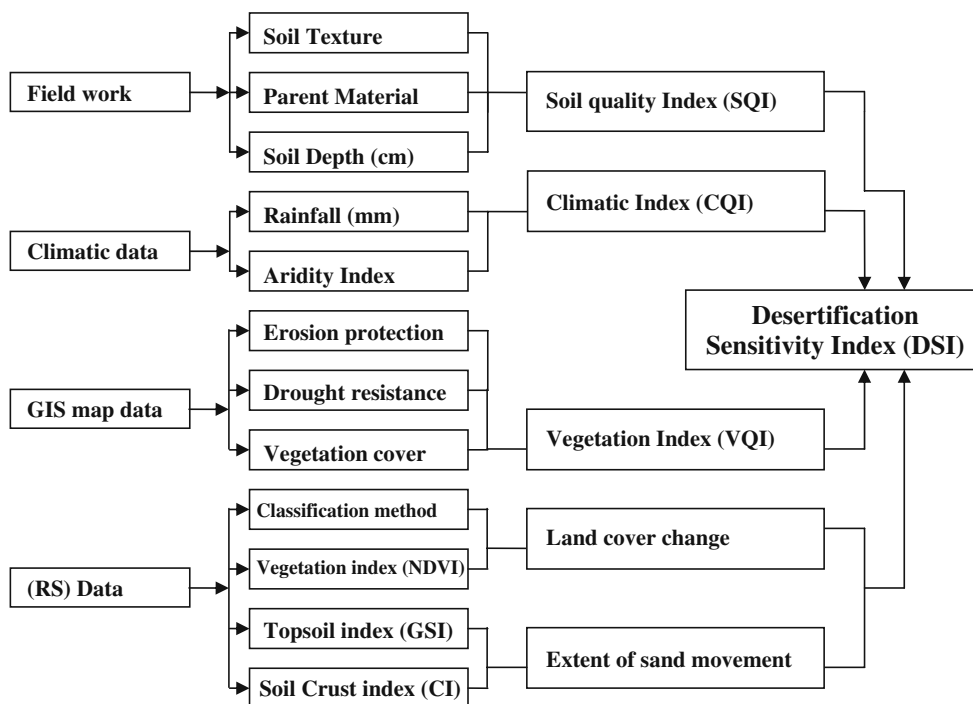 Field work
Soil Texture
Parent Material
Soil Depth (cm)
Soil quality Index (SQI)
Climatic data
Rainfall (mm)
Aridity Index
Climatic Index (CQI)
GIS map data
Erosion protection
Drought resistance
Vegetation cover
Vegetation Index (VQI)
(RS) Data
Classification method
Vegetation index (NDVI)
Topsoil index (GSI)
Soil Crust index (CI)
Land cover change
Extent of sand movement
Desertification
Sensitivity Index (DSI)